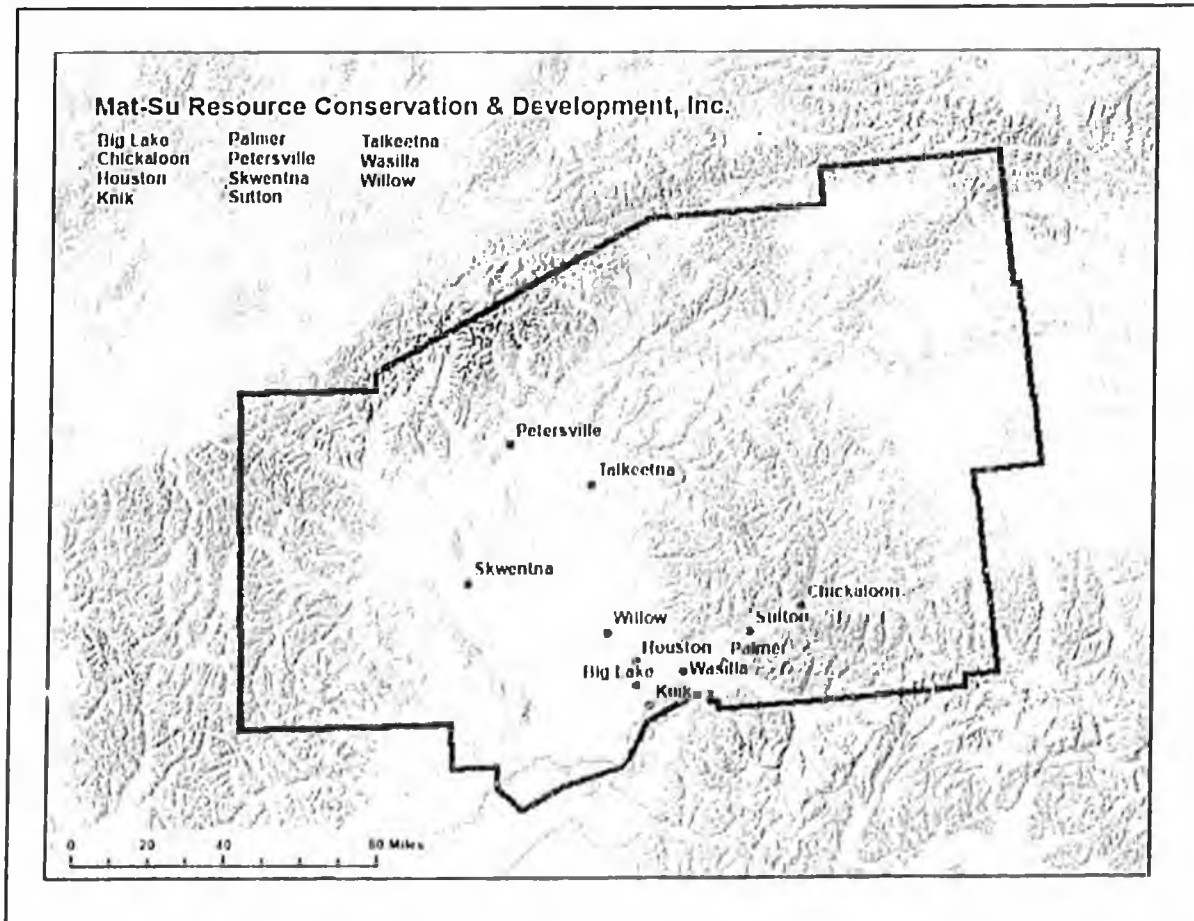 Mat-Su Resource Conservation & Development, Inc.
Big Lake Palmer Talkeetna
Chickaloon Petersville Wasilla
Houston Skwentna Willow
Knik Sutton
Petersville
Talkeetna
Skwentna
Chickaloon
Willow
Sutton
Houston
Palmer
Big Lake
Wasilla
Knik
0 20 40 60 Miles